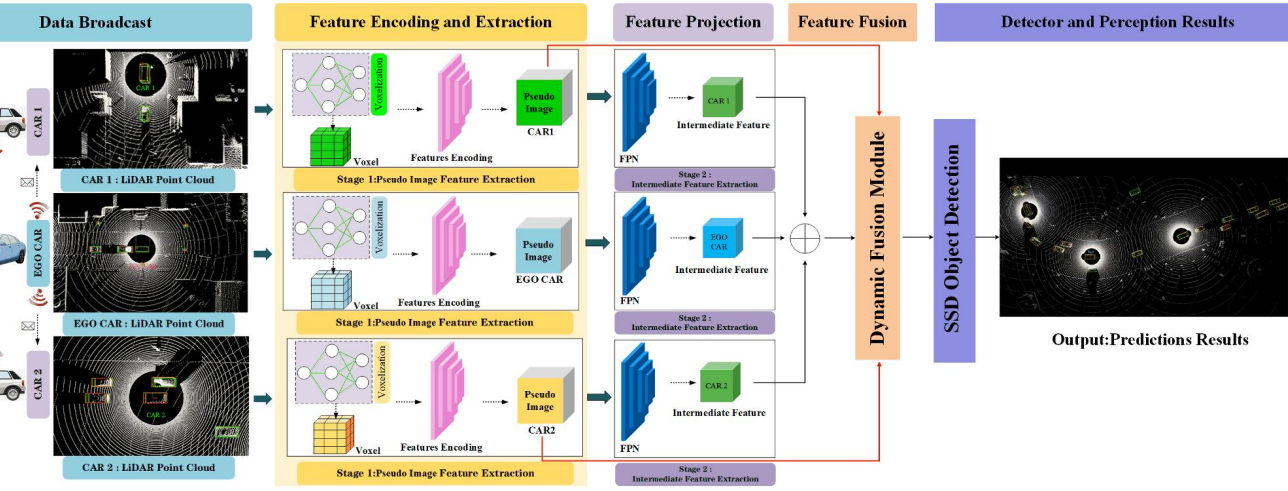 Data Broadcast
Feature Encoding and Extraction
Feature Projection
Feature Fusion
Detector and Perception Results
CAR 1
CAR 1
CAR 1 : LiDAR Point Cloud
Voxelization
Voxel
Features Encoding
Pseudo
Image
CAR1
Stage 1:Pseudo Image Feature Extraction
FPN
CAR 1
Intermediate Feature
Stage 2 :
Intermediate Feature Extraction
EGO CAR
EGO CAR
EGO CAR : LiDAR Point Cloud
Voxelization
Voxel
Features Encoding
Pseudo
Image
EGO CAR
Stage 1:Pseudo Image Feature Extraction
FPN
EGO
CAR
Intermediate Feature
Stage 2 :
Intermediate Feature Extraction
CAR 2
CAR 2
CAR 2 : LiDAR Point Cloud
Voxelization
Voxel
Features Encoding
Pseudo
Image
CAR2
Stage 1:Pseudo Image Feature Extraction
FPN
CAR 2
Intermediate Feature
Stage 2 :
Intermediate Feature Extraction
Dynamic Fusion Module
SSD Object Detection
Output:Predictions Results